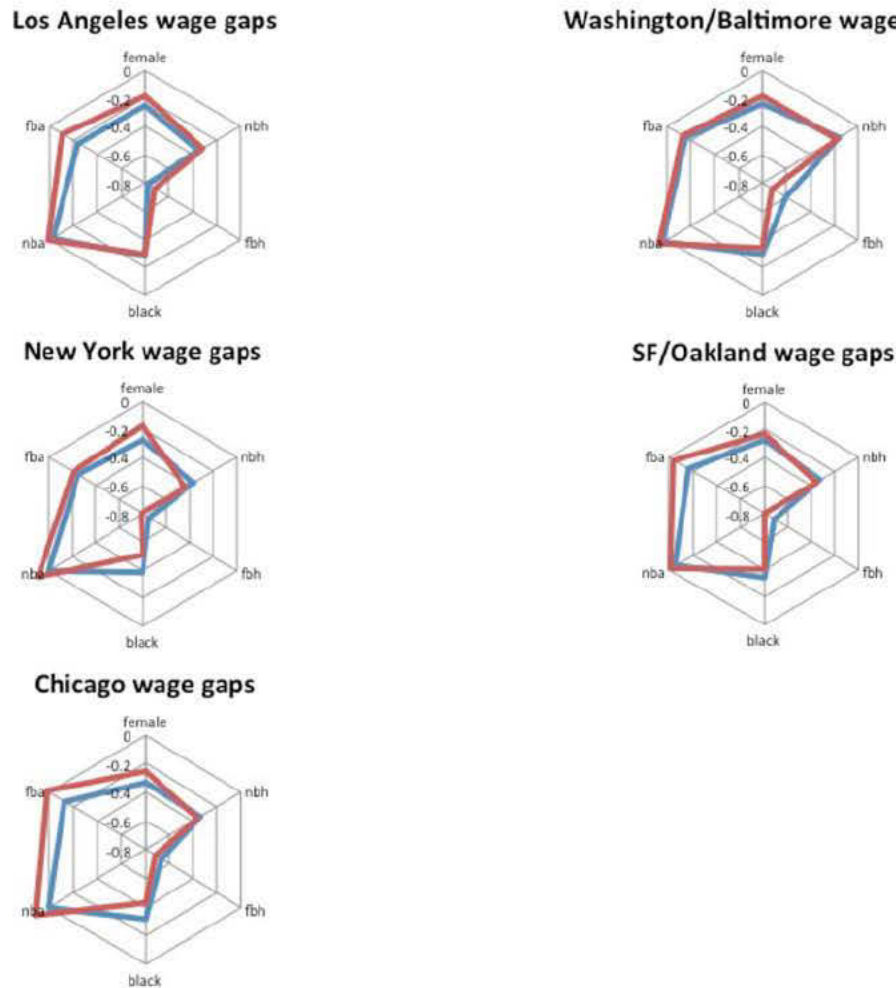 Los Angeles wage gaps
female
0
-0.2
-0.4
-0.6
-0.8
fba
nbh
nba
fbh
black
Washington/Baltimore wage
female
0
-0.2
-0.4
-0.6
-0.8
fba
nbh
nba
fbh
black
New York wage gaps
female
0
-0.2
-0.4
-0.6
-0.8
fba
nbh
nba
fbh
black
SF/Oakland wage gaps
female
0
-0.2
-0.4
-0.6
-0.8
fba
nbh
nba
fbh
black
Chicago wage gaps
female
0
-0.2
-0.4
-0.6
-0.8
fba
nbh
nba
fbh
black